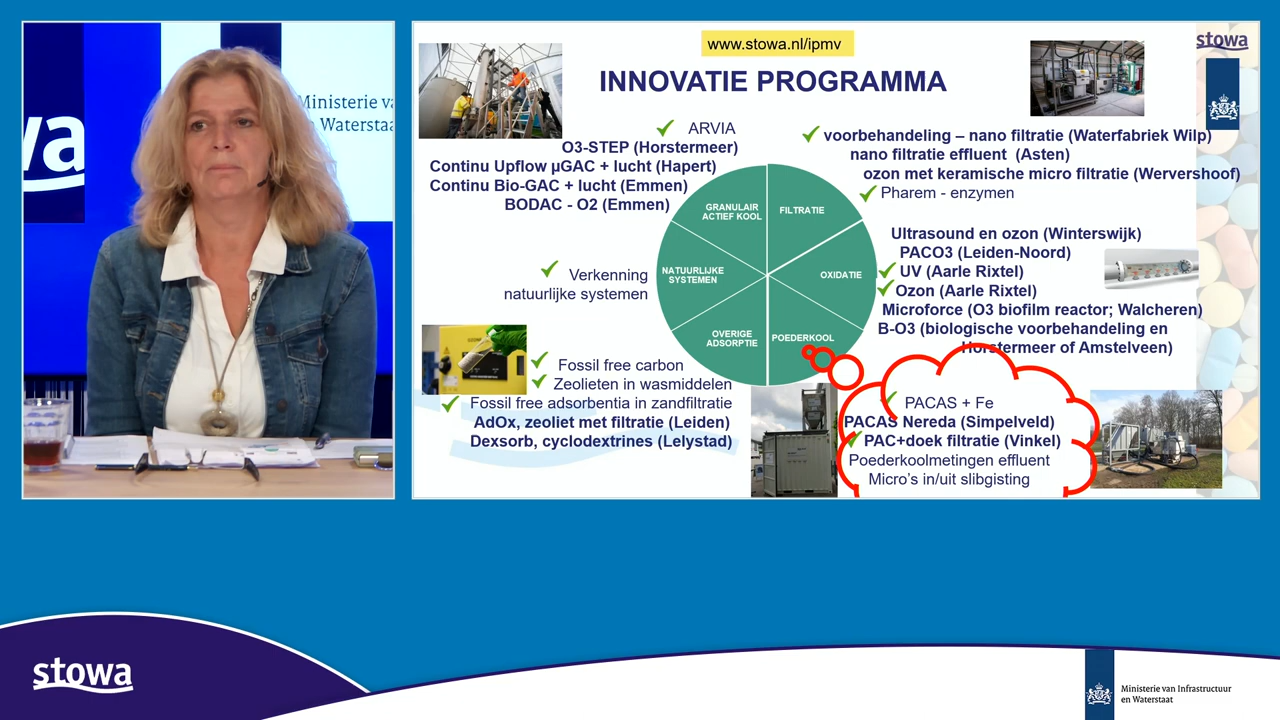 wa
Ministerie va
Waterstaa
www.stowa.nl/ipmv
stowa
INNOVATIE PROGRAMMA
ARVIA
O3-STEP (Horstermeer)
Continu Upflow µGAC + lucht (Hapert)
Continu Bio-GAC + lucht (Emmen)
BODAC - O2 (Emmen)
voorbehandeling – nano filtratie (Waterfabriek Wilp)
nano filtratie effluent (Asten)
ozon met keramische micro filtratie (Wervershoof)
Pharem - enzymen
GRANULAIR
ACTIEF KOOL
FILTRATIE
NATUURLIJKE
SYSTEMEN
OXIDATIE
OVERIGE
ADSORPTIE
POEDERKOOL
Verkenning
natuurlijke systemen
Ultrasound en ozon (Winterswijk)
PACO3 (Leiden-Noord)
UV (Aarle Rixtel)
Ozon (Aarle Rixtel)
Microforce (O3 biofilm reactor; Walcheren)
B-O3 (biologische voorbehandeling en
Horstermeer of Amstelveen)
Fossil free carbon
Zeolieten in wasmiddelen
Fossil free adsorbentia in zandfiltratie
AdOx, zeoliet met filtratie (Leiden)
Dexsorb, cyclodextrines (Lelystad)
PACAS + Fe
PACAS Nereda (Simpelveld)
PAC+doek filtratie (Vinkel)
Poederkoolmetingen effluent
Micro's in/uit slibgisting
stowa
Ministerie van Infrastructuur
en Waterstaat